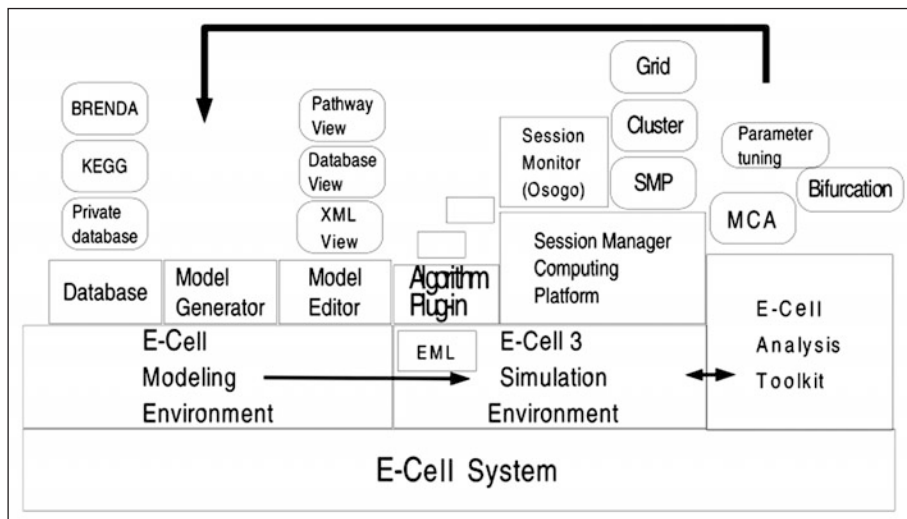 BRENDA
KEGG
Private
database
Pathway
View
Database
View
XML
View
Session
Monitor
(Osogo)
Grid
Cluster
SMP
Parameter
tuning
Bifurcation
MCA
Database
Model
Generator
Model
Editor
Algorithm
Plug-in
Session Manager
Computing
Platform
E-Cell
Modeling
Environment
EML
E-Cell 3
Simulation
Environment
E-Cell
Analysis
Toolkit
E-Cell System